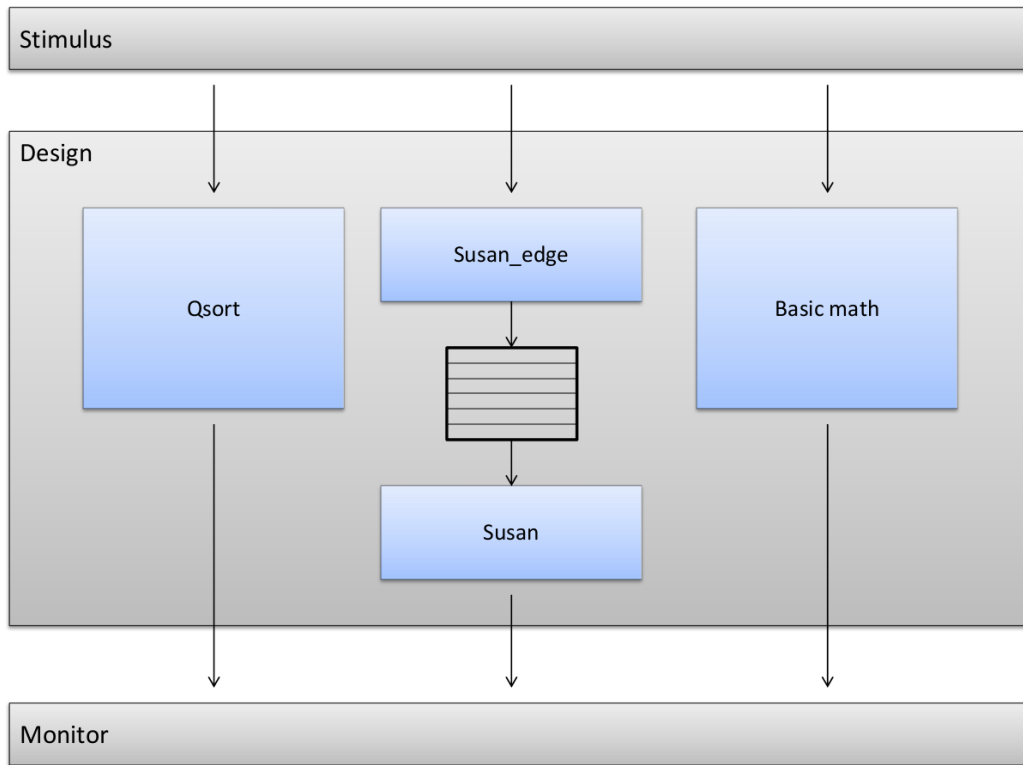 Stimulus
Design
Qsort
Susan_edge
Basic math
Susan
Monitor